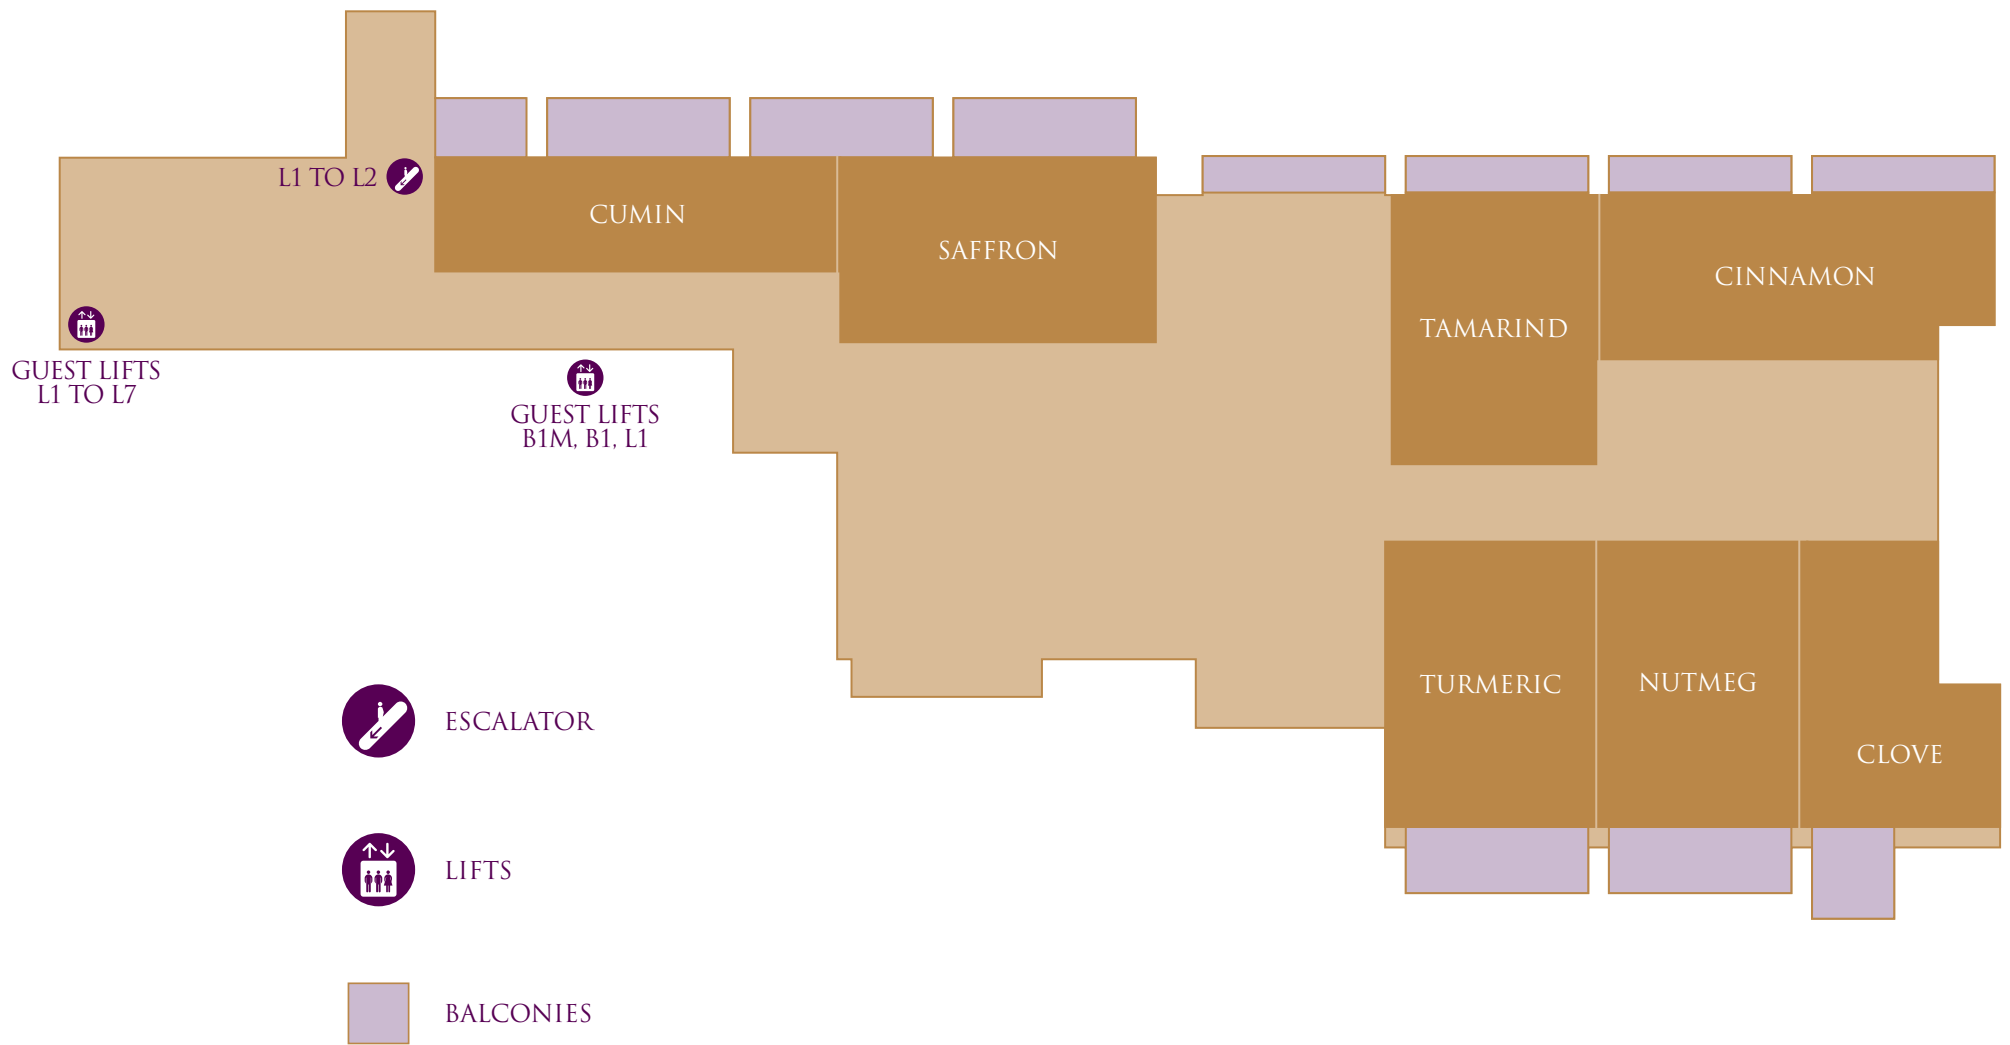 L1 TO L2
CUMIN
SAFFRON
CINNAMON
TAMARIND
GUEST LIFTS
L1 TO L7
GUEST LIFTS
B1M, B1, L1
TURMERIC
NUTMEG
CLOVE
ESCALATOR
LIFTS
BALCONIES